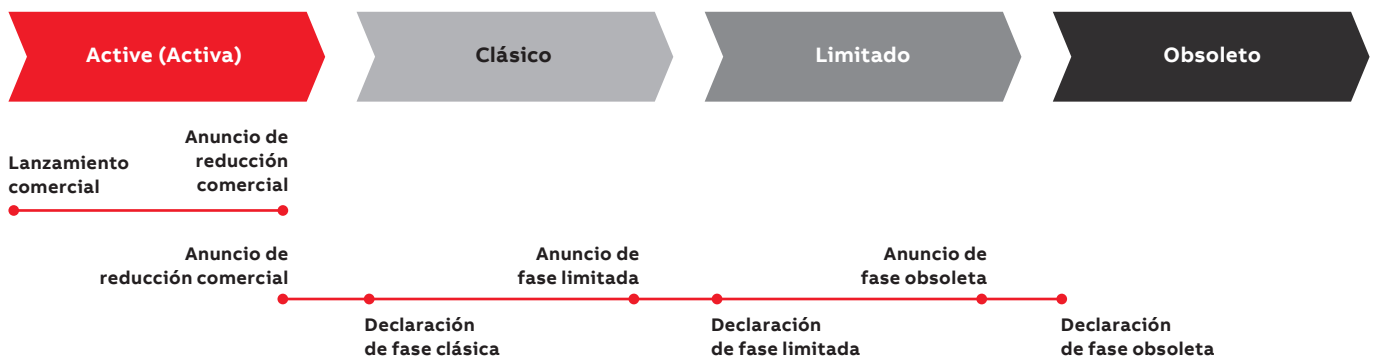 Active (Activa)
Clásico
Limitado
Obsoleto
Lanzamiento
comercial
Anuncio de
reducción
comercial
Anuncio de
reducción comercial
Anuncio de
fase limitada
Anuncio de
fase obsoleta
Declaración
de fase clásica
Declaración
de fase limitada
Declaración
de fase obsoleta